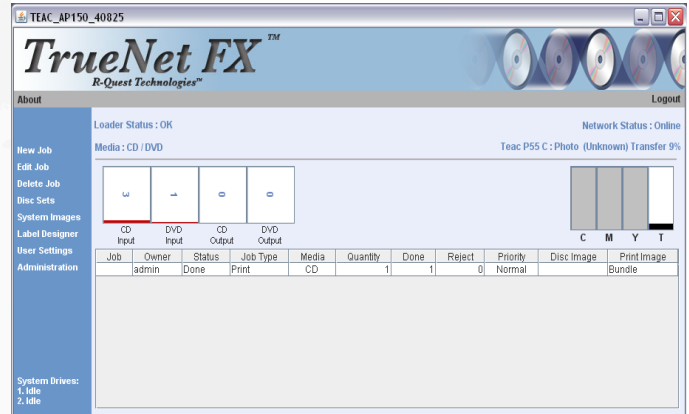 TEAC_AP150_40825
TrueNet FX ™
R-Quest Technologies™
About Logout
Loader Status : OK Network Status : Online
Media : CD / DVD Teac P55 C : Photo (Unknown) Transfer 9%
New Job
Edit Job
Delete Job
Disc Sets
System Images
Label Designer
User Settings
Administration
3 1 0 0
CD Input DVD Input CD Output DVD Output
C M Y T
Job Owner Status Job Type Media Quantity Done Reject Priority Disc Image Print Image
admin Done Print CD 1 1 0 Normal Bundle
System Drives:
1. Idle
2. Idle